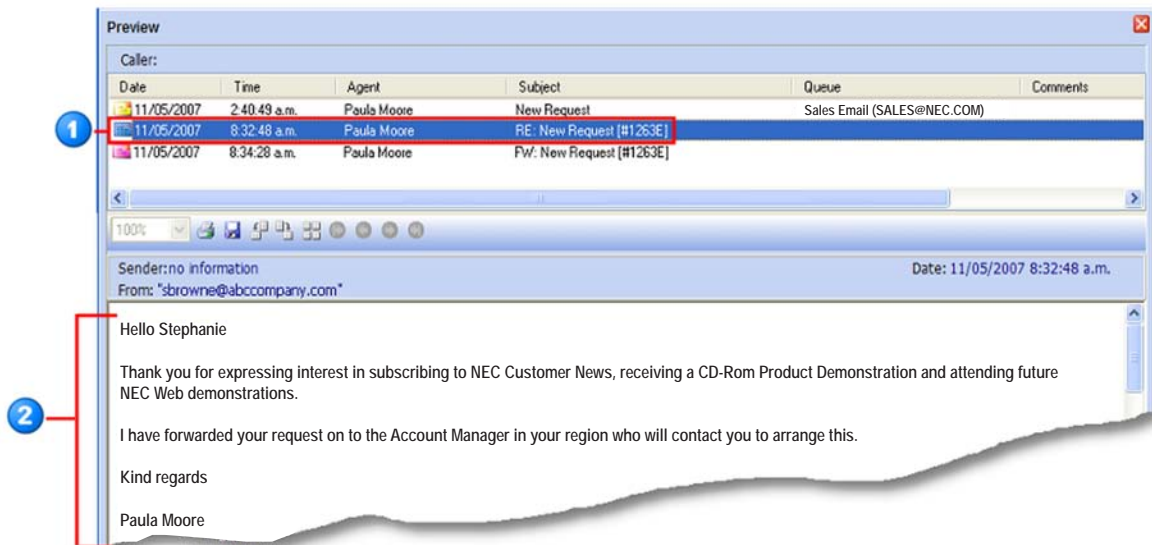 Preview
Caller:
Date Time Agent Subject Queue Comments
11/05/2007 2:40:49 a.m. Paula Moore New Request Sales Email (SALES@NEC.COM)
1
11/05/2007 8:32:48 a.m. Paula Moore RE: New Request [#1263E]
11/05/2007 8:34:28 a.m. Paula Moore FW: New Request [#1263E]
100%
Sender:no information Date: 11/05/2007 8:32:48 a.m.
From: "sbrowne@abccompany.com"
Hello Stephanie
Thank you for expressing interest in subscribing to NEC Customer News, receiving a CD-Rom Product Demonstration and attending future
NEC Web demonstrations.
2
I have forwarded your request on to the Account Manager in your region who will contact you to arrange this.
Kind regards
Paula Moore